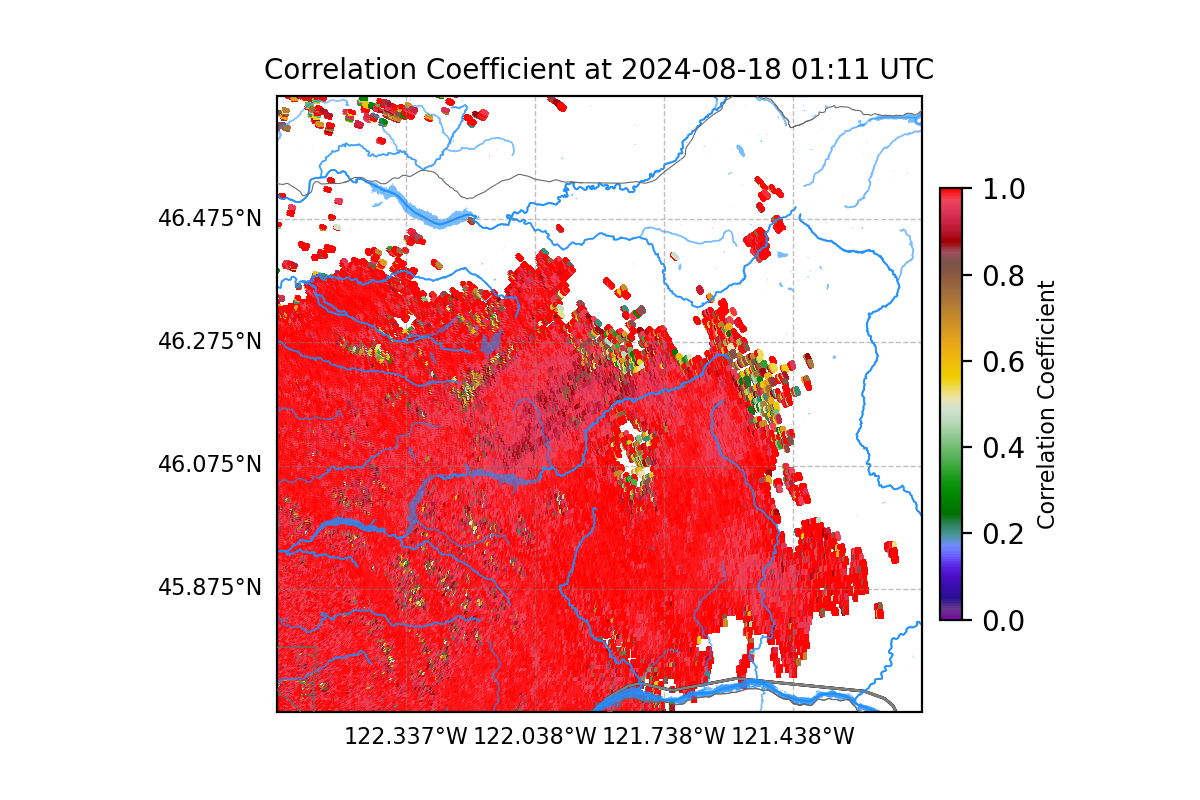 Correlation Coefficient at 2024-08-18 01:11 UTC
46.475°N
46.275°N
46.075°N
45.875°N
122.337°W
122.038°W
121.738°W
121.438°W
1.0
0.8
0.6
0.4
0.2
0.0
Correlation Coefficient